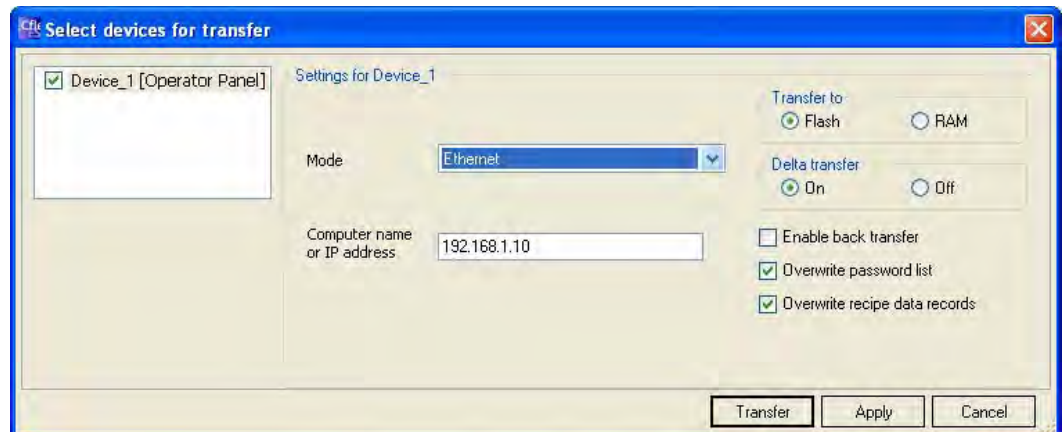 Select devices for transfer
Device_1 [Operator Panel]
Settings for Device_1
Mode
Ethernet
Computer name
or IP address
192.168.1.10
Transfer to
Flash RAM
Delta transfer
On Off
Enable back transfer
Overwrite password list
Overwrite recipe data records
Transfer Apply Cancel